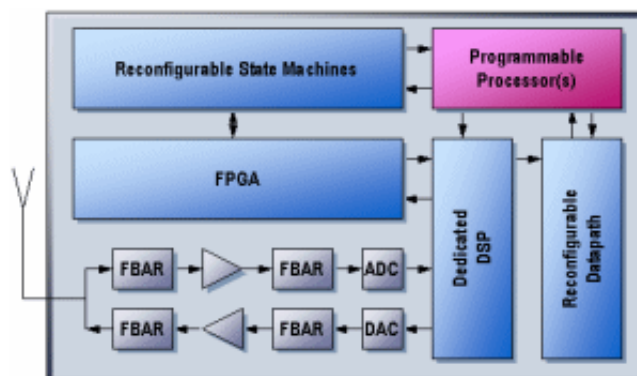 Reconfigurable State Machines
Programmable
Processor(s)
FPGA
Dedicated
DSP
Reconfigurable
Datapath
FBAR
FBAR
ADC
FBAR
FBAR
DAC